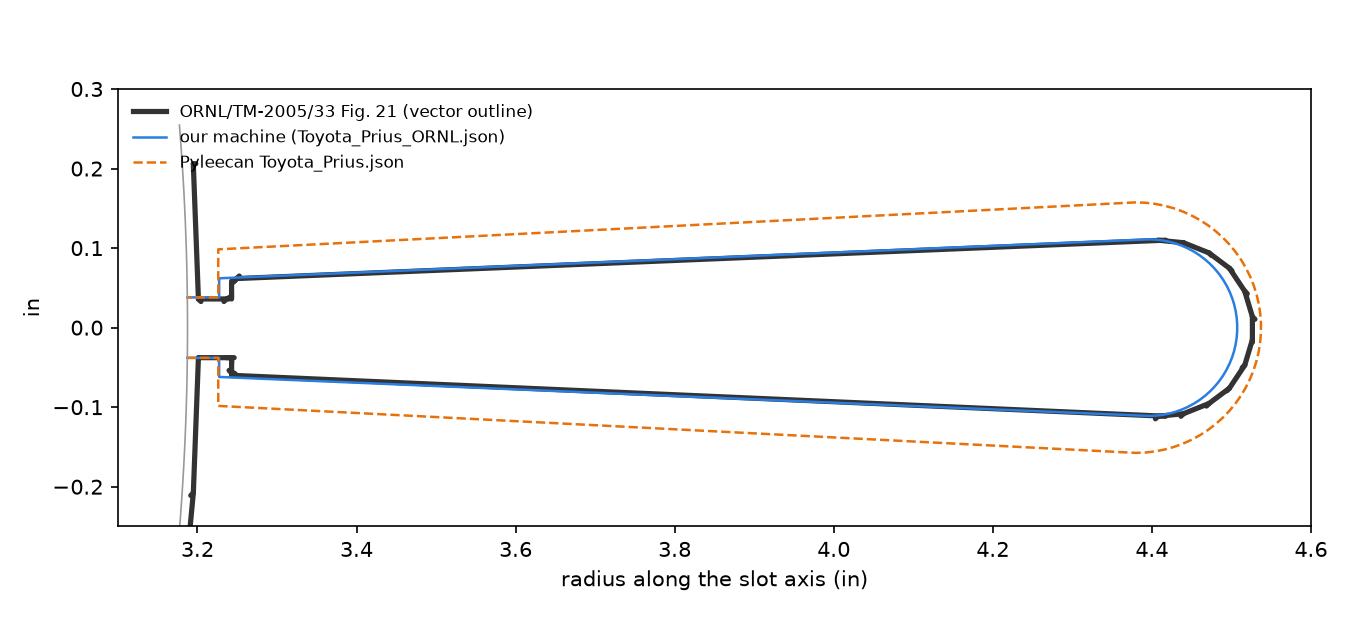 0.3
0.2
0.1
0.0
−0.1
−0.2
in
ORNL/TM-2005/33 Fig. 21 (vector outline)
our machine (Toyota_Prius_ORNL.json)
Pyleecan Toyota_Prius.json
3.2 3.4 3.6 3.8 4.0 4.2 4.4 4.6
radius along the slot axis (in)